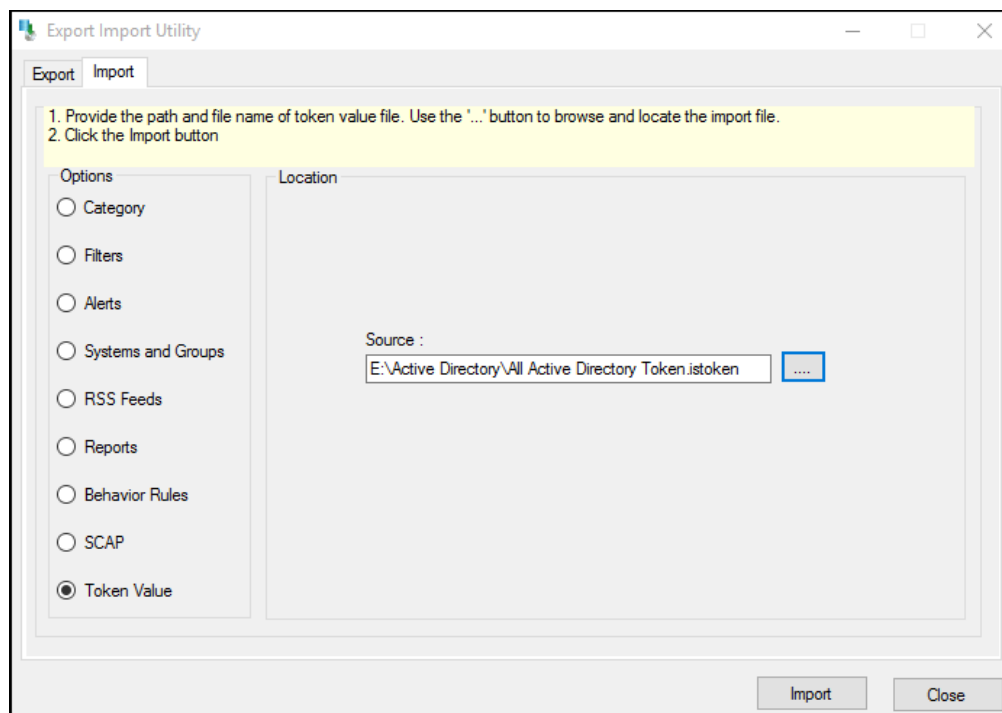 Export Import Utility
Export
Import
1. Provide the path and file name of token value file. Use the '...' button to browse and locate the import file.
2. Click the Import button
Options
Category
Filters
Alerts
Systems and Groups
RSS Feeds
Reports
Behavior Rules
SCAP
Token Value
Location
Source :
E:\Active Directory\All Active Directory Token.istoken
....
Import
Close